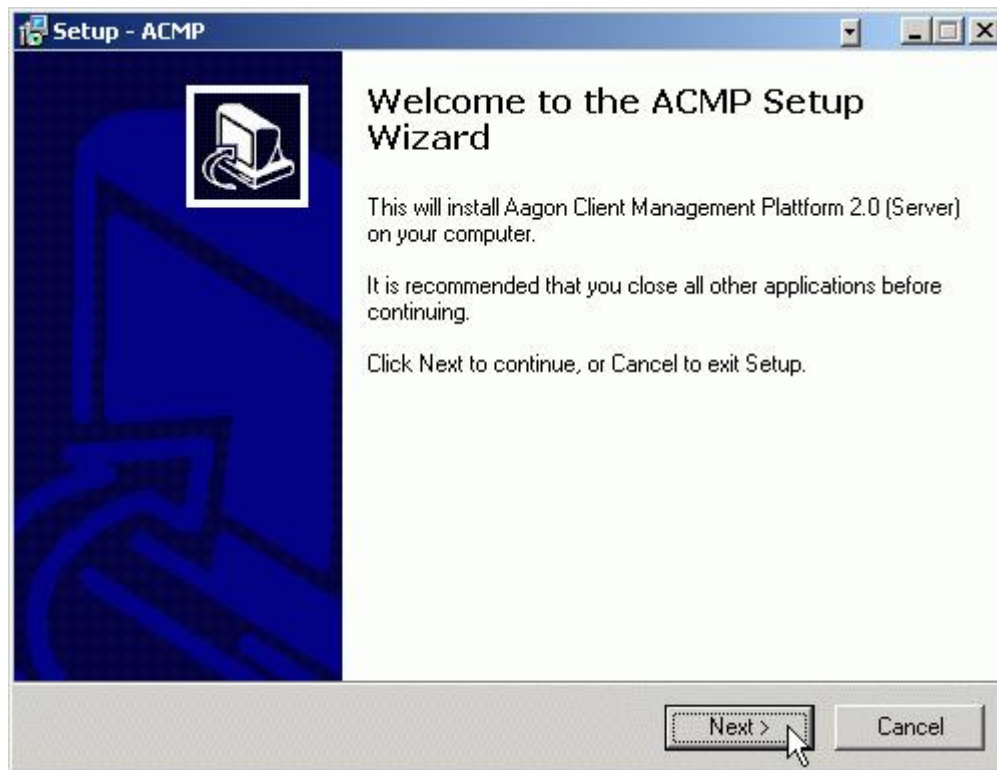 Setup - ACMP
Welcome to the ACMP Setup
Wizard
This will install Aagon Client Management Plattform 2.0 (Server)
on your computer.
It is recommended that you close all other applications before
continuing.
Click Next to continue, or Cancel to exit Setup.
Next >
Cancel